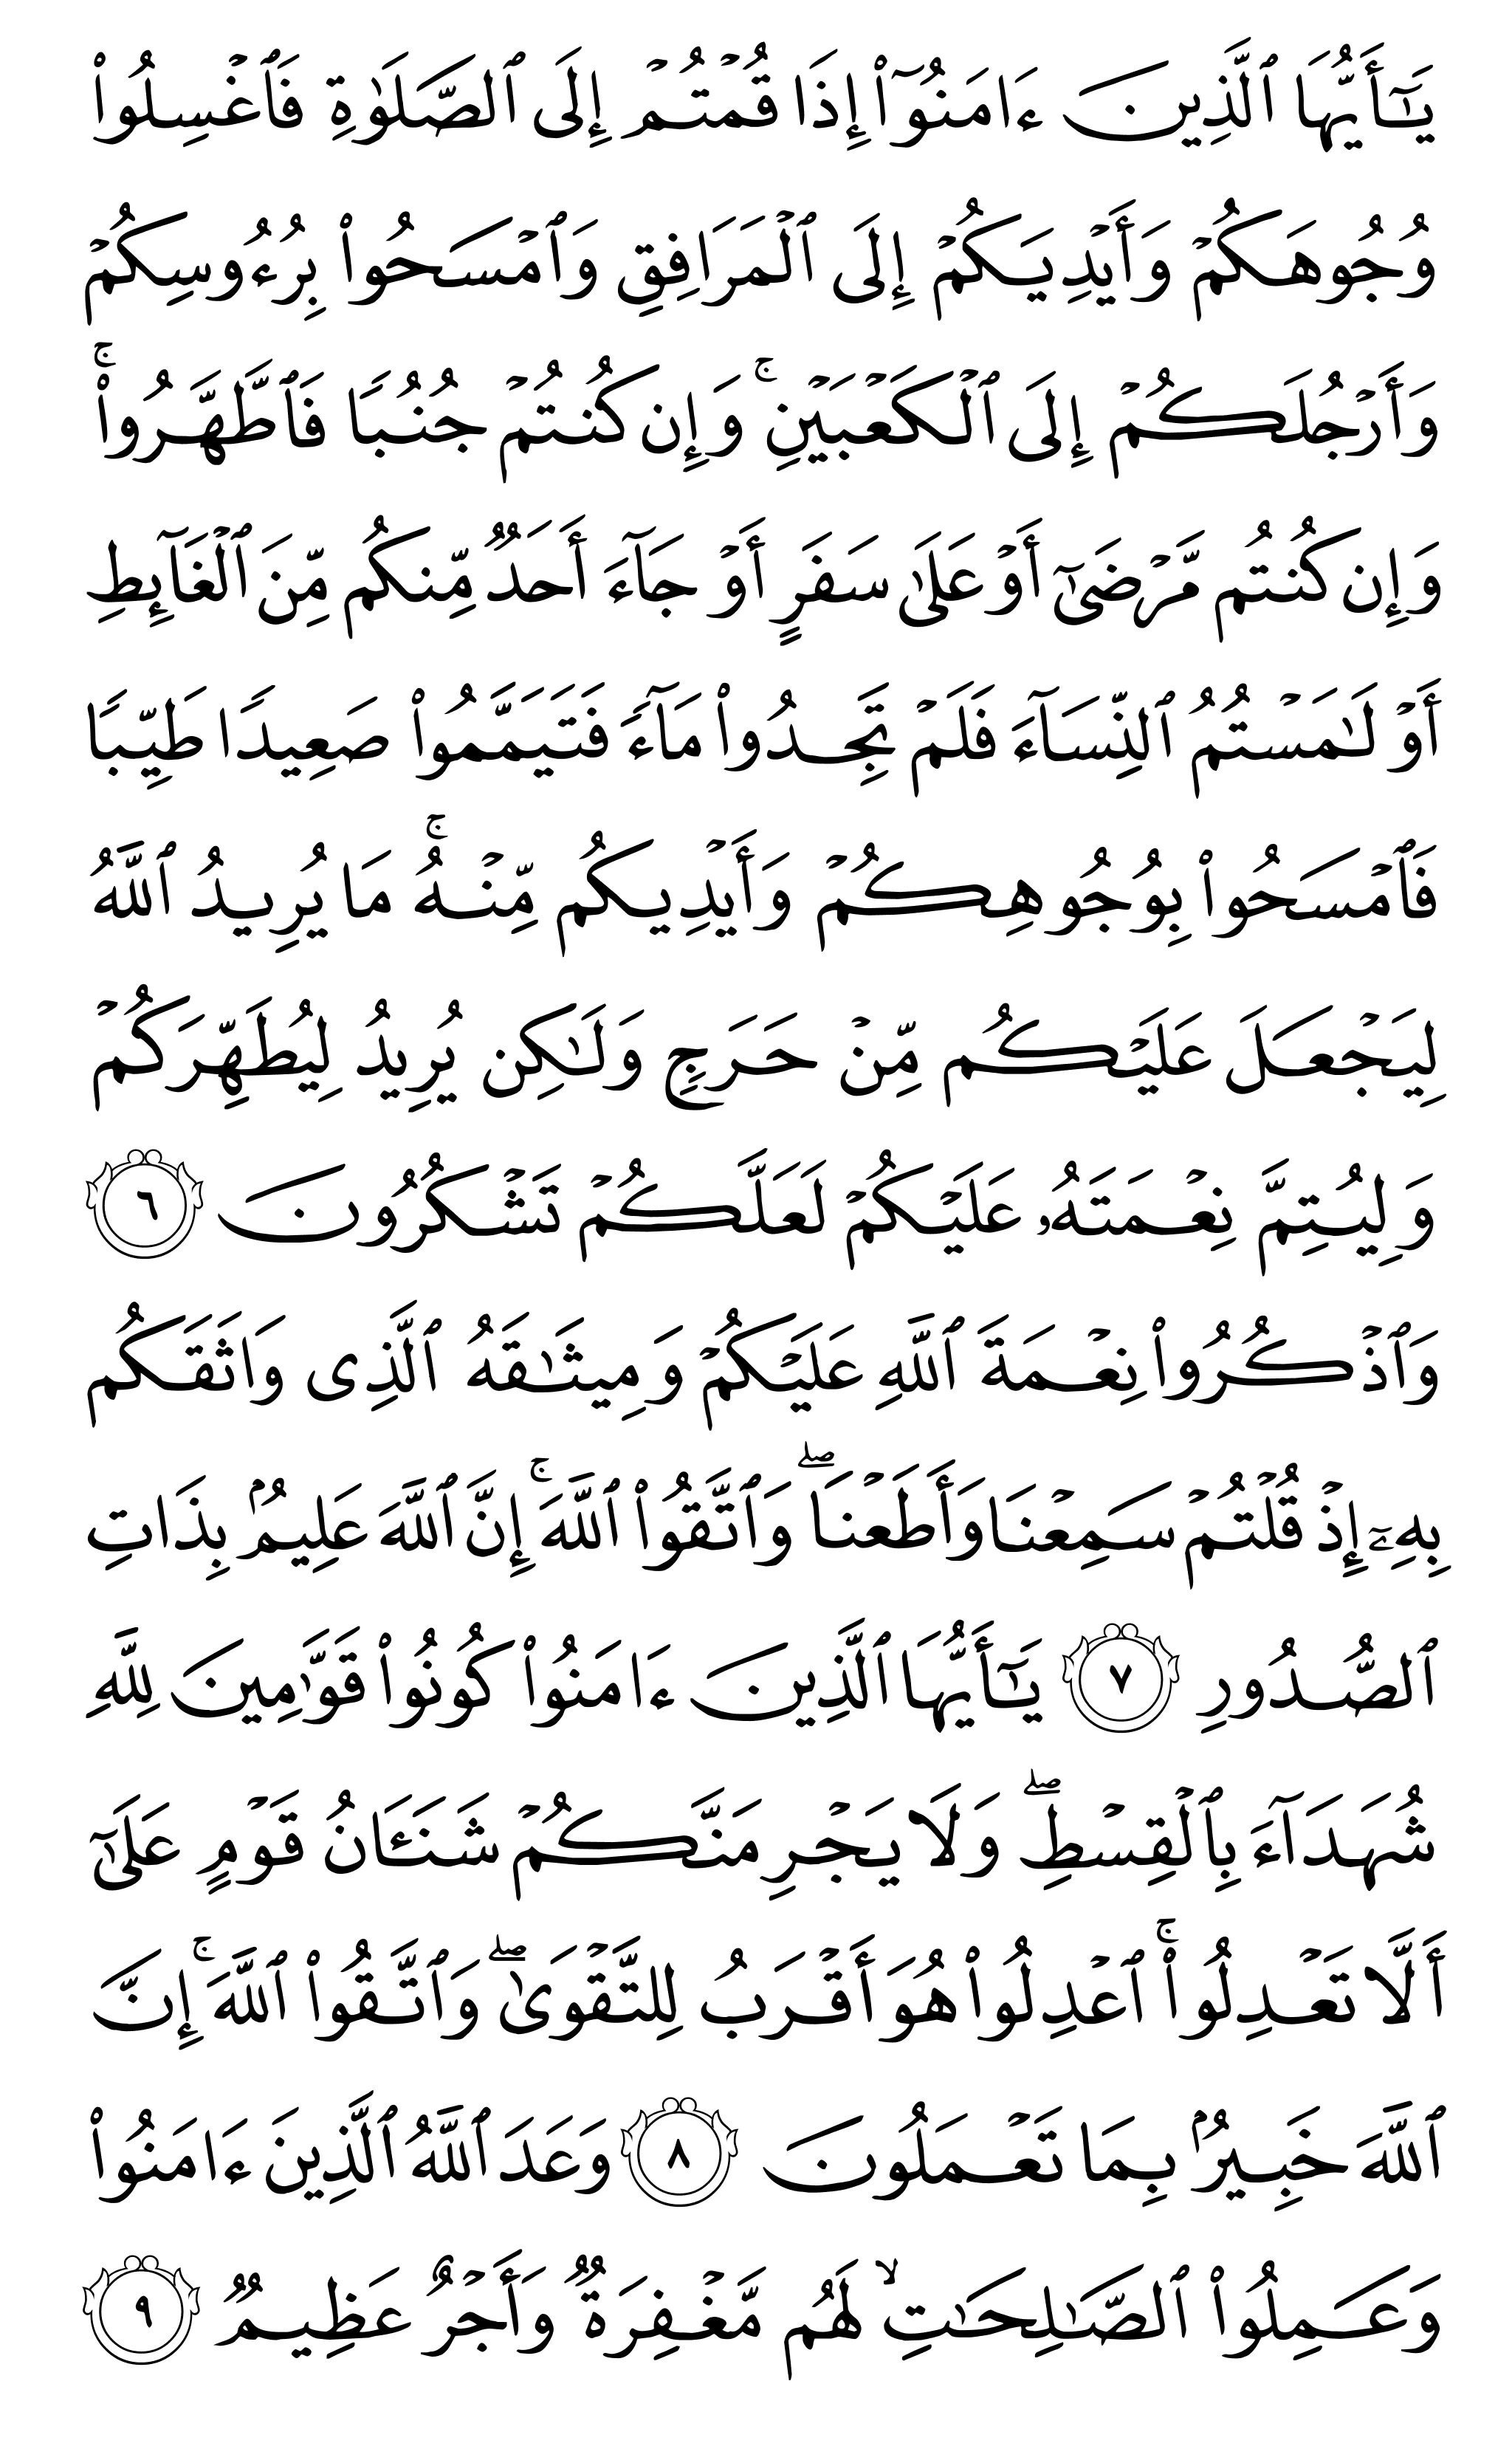 يَٰٓأَيُّهَا ٱلَّذِينَ ءَامَنُوٓاْ إِذَا قُمۡتُمۡ إِلَى ٱلصَّلَوٰةِ فَٱغۡسِلُواْ
وُجُوهَكُمۡ وَأَيۡدِيَكُمۡ إِلَى ٱلۡمَرَافِقِ وَٱمۡسَحُواْ بِرُءُوسِكُمۡ
وَأَرۡجُلَكُمۡ إِلَى ٱلۡكَعۡبَيۡنِۚ وَإِن كُنتُمۡ جُنُبٗا فَٱطَّهَّرُواْۚ
وَإِن كُنتُم مَّرۡضَىٰٓ أَوۡ عَلَىٰ سَفَرٍ أَوۡ جَآءَ أَحَدٞ مِّنكُم مِّنَ ٱلۡغَآئِطِ
أَوۡ لَٰمَسۡتُمُ ٱلنِّسَآءَ فَلَمۡ تَجِدُواْ مَآءٗ فَتَيَمَّمُواْ صَعِيدٗا طَيِّبٗا
فَٱمۡسَحُواْ بِوُجُوهِكُمۡ وَأَيۡدِيكُم مِّنۡهُۚ مَا يُرِيدُ ٱللَّهُ
لِيَجۡعَلَ عَلَيۡكُم مِّنۡ حَرَجٖ وَلَٰكِن يُرِيدُ لِيُطَهِّرَكُمۡ
وَلِيُتِمَّ نِعۡمَتَهُۥ عَلَيۡكُمۡ لَعَلَّكُمۡ تَشۡكُرُونَ ٦
وَٱذۡكُرُواْ نِعۡمَةَ ٱللَّهِ عَلَيۡكُمۡ وَمِيثَٰقَهُ ٱلَّذِي وَاثَقَكُم
بِهِۦٓ إِذۡ قُلۡتُمۡ سَمِعۡنَا وَأَطَعۡنَاۖ وَٱتَّقُواْ ٱللَّهَۚ إِنَّ ٱللَّهَ عَلِيمُۢ بِذَاتِ
ٱلصُّدُورِ ٧ يَٰٓأَيُّهَا ٱلَّذِينَ ءَامَنُواْ كُونُواْ قَوَّٰمِينَ لِلَّهِ
شُهَدَآءَ بِٱلۡقِسۡطِۖ وَلَا يَجۡرِمَنَّكُمۡ شَنَـَٔانُ قَوۡمٍ عَلَىٰٓ
أَلَّا تَعۡدِلُواْۚ ٱعۡدِلُواْ هُوَ أَقۡرَبُ لِلتَّقۡوَىٰۖ وَٱتَّقُواْ ٱللَّهَۚ إِنَّ
ٱللَّهَ خَبِيرُۢ بِمَا تَعۡمَلُونَ ٨ وَعَدَ ٱللَّهُ ٱلَّذِينَ ءَامَنُواْ
وَعَمِلُواْ ٱلصَّٰلِحَٰتِ ۙ لَهُم مَّغۡفِرَةٞ وَأَجۡرٌ عَظِيمٞ ٩